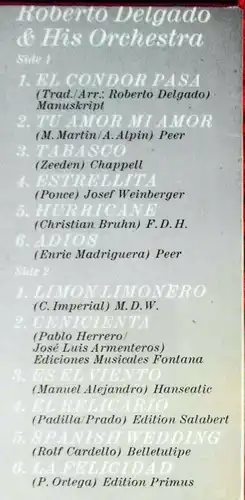 Roberto Delgado
& His Orchestra
Side 1
1. EL CONDOR PASA
(Trad./Arr.: Roberto Delgado)
Manuskript
2. TU AMOR MI AMOR
(M. Martin/A. Alpin) Peer
3. TABASCO
(Zeeden) Chappell
4. ESTRELLITA
(Ponce) Josef Weinberger
5. HURRICANE
(Christian Bruhn) F. D. H.
6. ADIOS
(Enrie Madriguera) Peer
Side 2
1. LIMON LIMONERO
(C. Imperial) M. D. W.
2. CENICIENTA
(Pablo Herrero/
José Luis Armenteros)
Ediciones Musicales Fontana
3. ES EL VIENTO
(Manuel Alejandro) Hanseatic
4. EL RELICARIO
(Padilla/Prado) Edition Salabert
5. SPANISH WEDDING
(Rolf Cardello) Belletulipe
6. LA FELICIDAD
(P. Ortega) Edition Primus